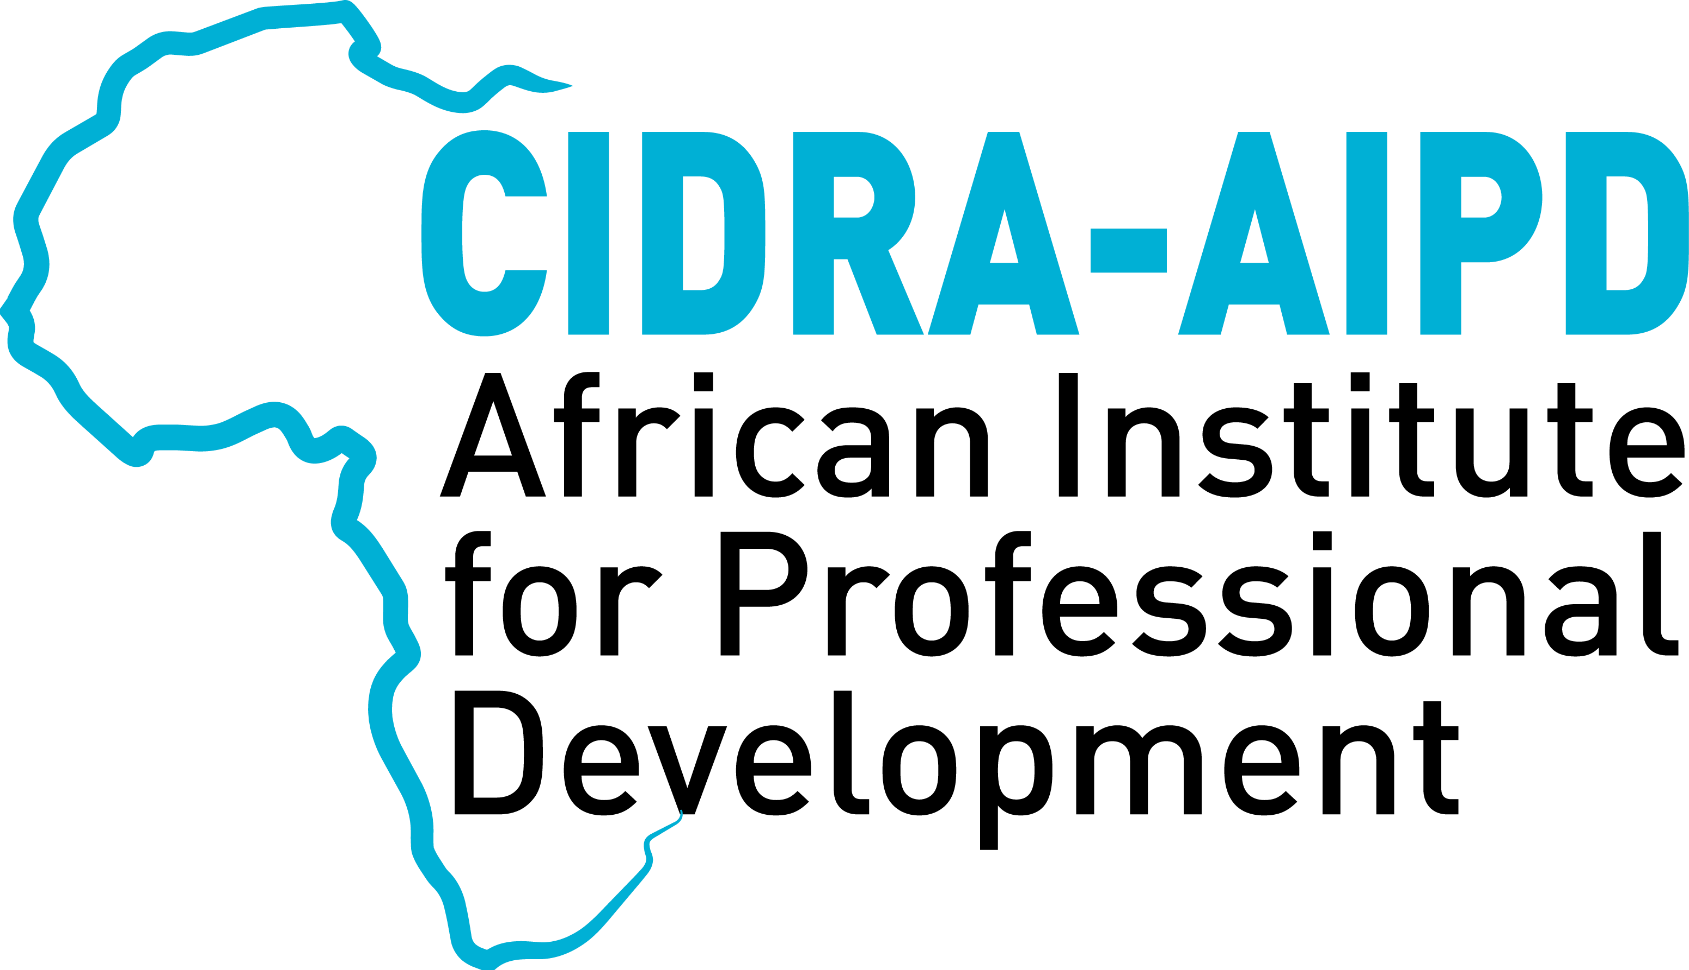 CIDRA-AIPD
African Institute
for Professional
Development